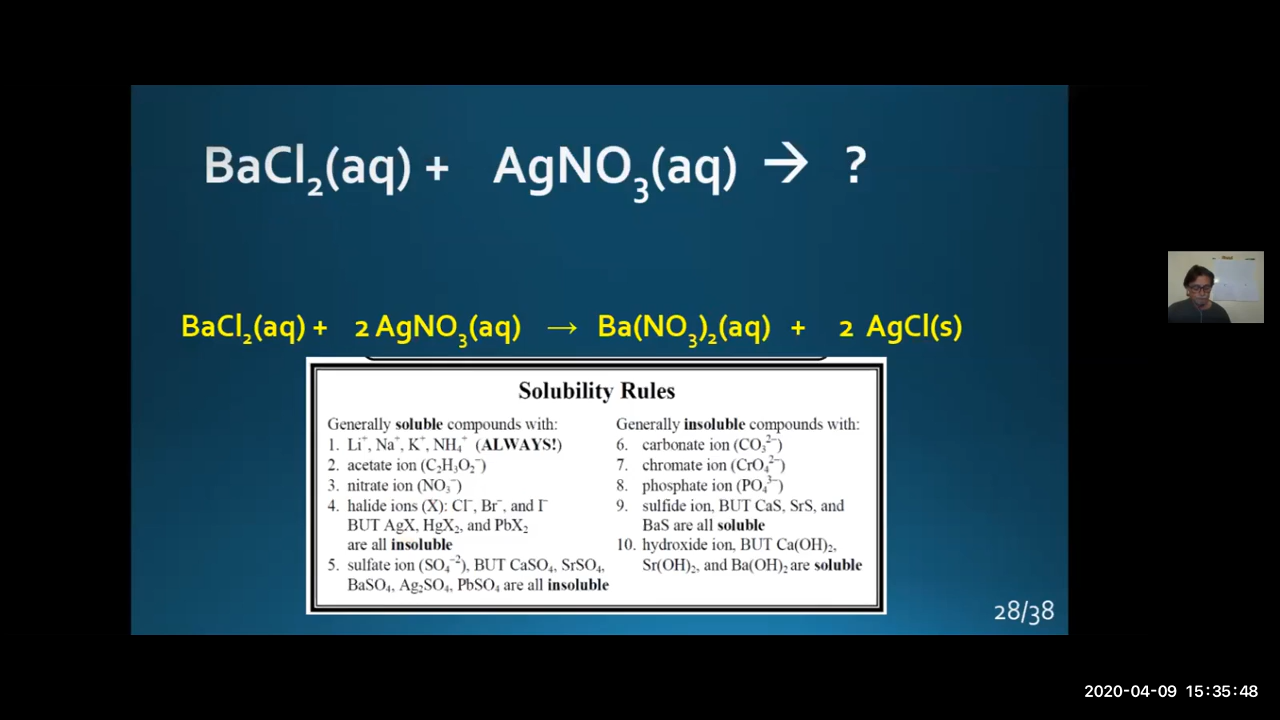 BaCl₂(aq) + AgNO₃(aq) → ?
BaCl₂(aq) + 2 AgNO₃(aq) → Ba(NO₃)₂(aq) + 2 AgCl(s)
Solubility Rules
Generally soluble compounds with:
1. Li⁺, Na⁺, K⁺, NH₄⁺ (ALWAYS!)
2. acetate ion (C₂H₃O₂⁻)
3. nitrate ion (NO₃⁻)
4. halide ions (X): Cl⁻, Br⁻, and I⁻
BUT AgX, HgX₂, and PbX₂
are all insoluble
5. sulfate ion (SO₄⁻²), BUT CaSO₄, SrSO₄,
BaSO₄, Ag₂SO₄, PbSO₄ are all insoluble
Generally insoluble compounds with:
6. carbonate ion (CO₃²⁻)
7. chromate ion (CrO₄²⁻)
8. phosphate ion (PO₄³⁻)
9. sulfide ion, BUT CaS, SrS, and
BaS are all soluble
10. hydroxide ion, BUT Ca(OH)₂,
Sr(OH)₂, and Ba(OH)₂ are soluble
28/38
2020-04-09 15:35:48